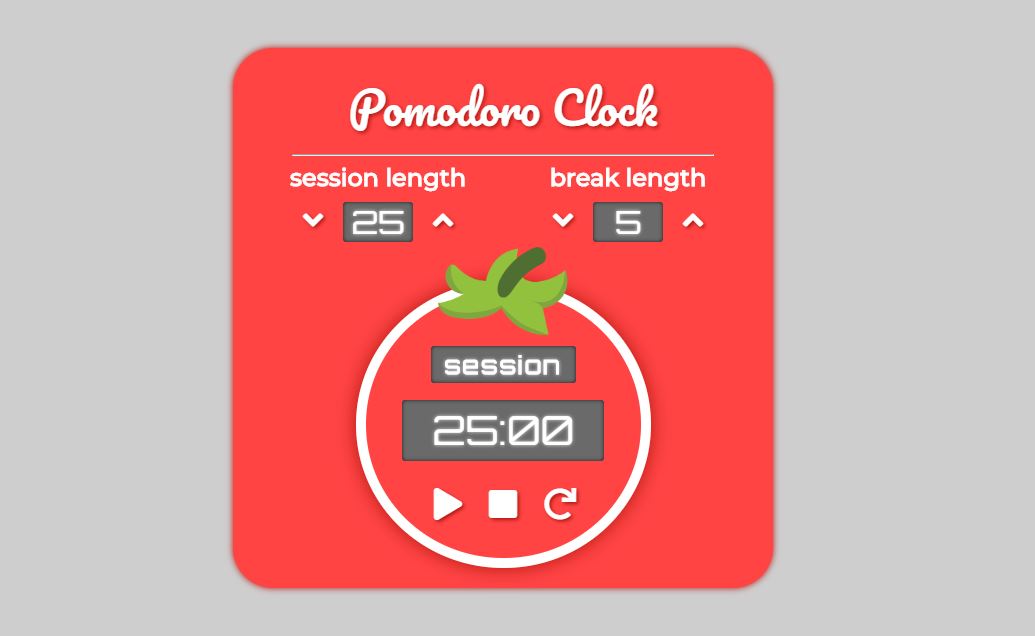 Pomodoro Clock
session length
break length
25
5
session
25:00